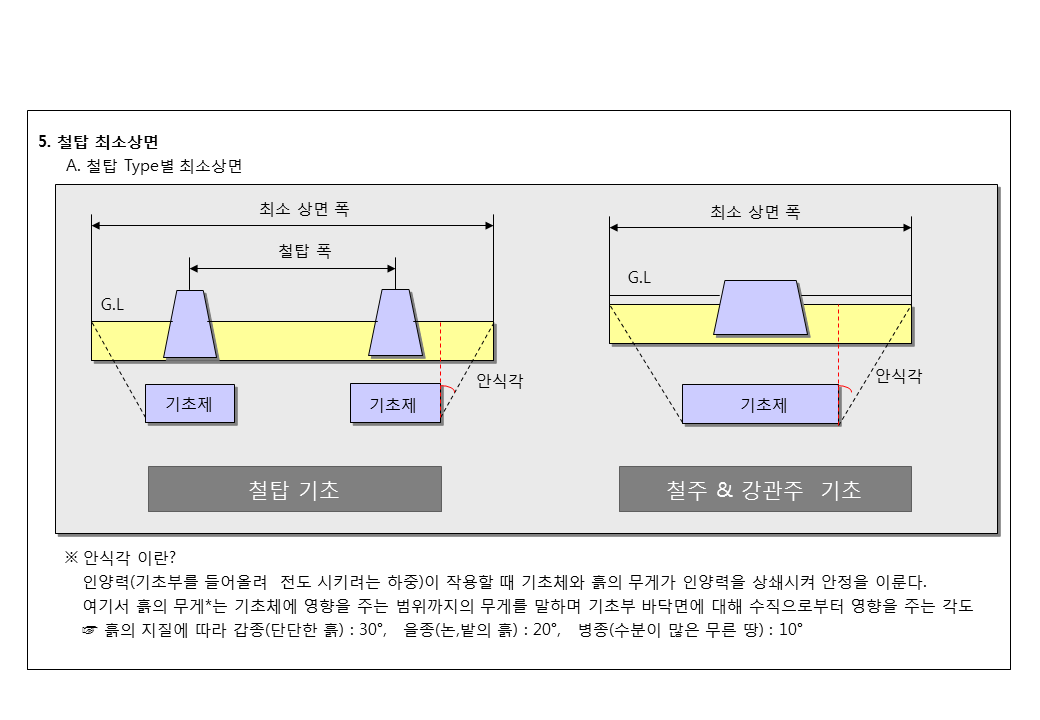 5. 철탑 최소상면
A. 철탑 Type별 최소상면
최소 상면 폭
철탑 폭
G.L
안식각
기초제
기초제
철탑 기초
최소 상면 폭
G.L
안식각
기초제
철주 & 강관주 기초
※ 안식각 이란?
인양력(기초부를 들어올려 전도 시키려는 하중)이 작용할 때 기초체와 흙의 무게가 인양력을 상쇄시켜 안정을 이룬다.
여기서 흙의 무게*는 기초체에 영향을 주는 범위까지의 무게를 말하며 기초부 바닥면에 대해 수직으로부터 영향을 주는 각도
☞ 흙의 지질에 따라 갑종(단단한 흙) : 30°, 을종(논,밭의 흙) : 20°, 병종(수분이 많은 무른 땅) : 10°